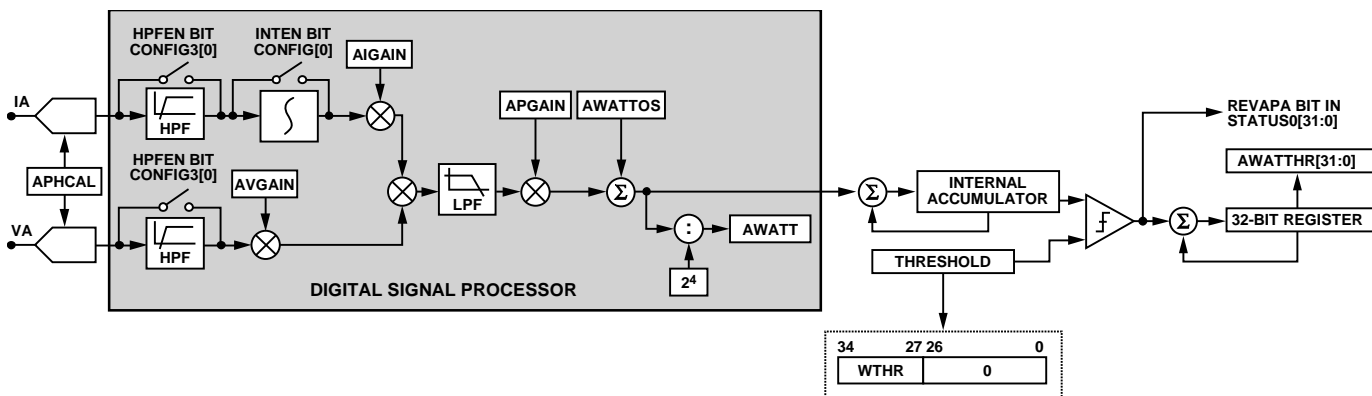 HPFEN BIT
CONFIG3[0]
INTEN BIT
CONFIG[0]
AIGAIN
IA
HPF
APGAIN
AWATTOS
REVAPA BIT IN
STATUS0[31:0]
HPFEN BIT
CONFIG3[0]
APHCAL
AVGAIN
LPF
Σ
Σ
INTERNAL
ACCUMULATOR
AWATTHR[31:0]
Σ
32-BIT REGISTER
VA
HPF
:
AWATT
THRESHOLD
2⁴
DIGITAL SIGNAL PROCESSOR
34 27 26 0
WTHR 0